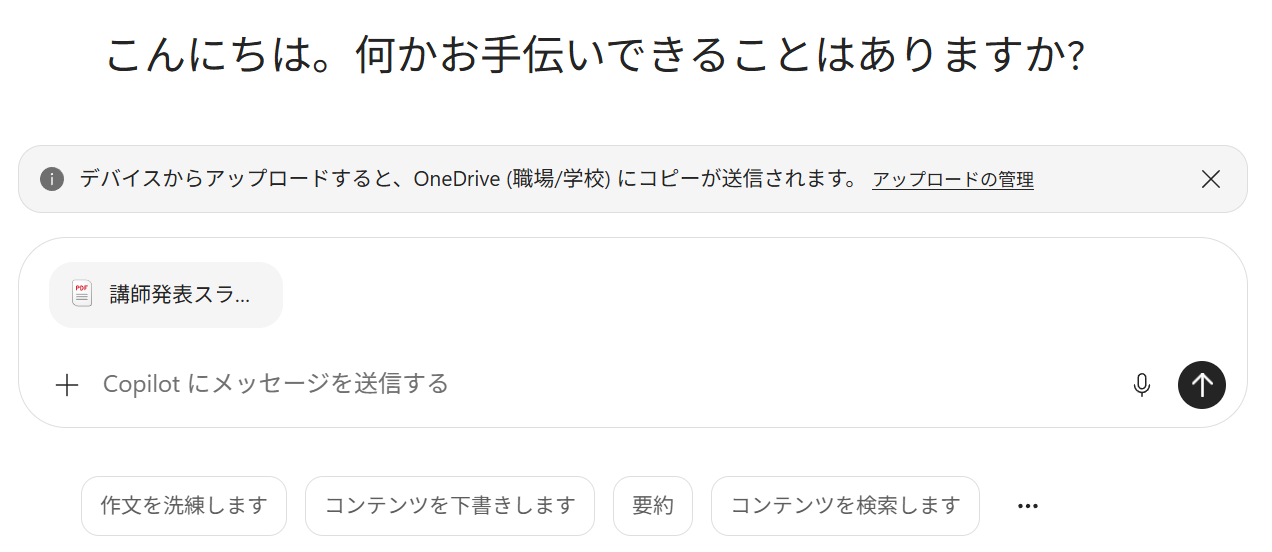 こんにちは。何かお手伝いできることはありますか?
デバイスからアップロードすると、OneDrive (職場/学校) にコピーが送信されます。 アップロードの管理
PDF 講師発表スラ...
Copilot にメッセージを送信する
作文を洗練します コンテンツを下書きします 要約 コンテンツを検索します